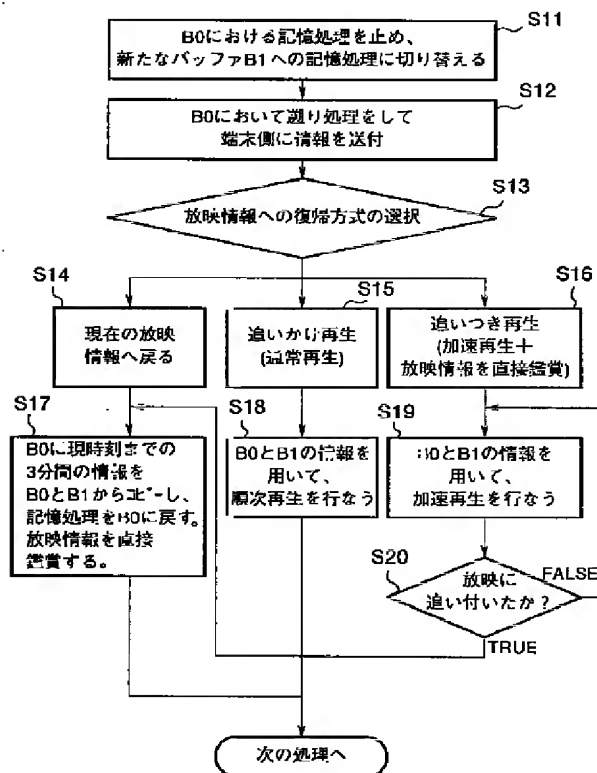 S11
B0における記憶処理を止め、
新たなバッファB1への記憶処理に切り替える
S12
B0において遡り処理をして
端末側に情報を送付
S13
放映情報への復帰方式の選択
S14
現在の放映
情報へ戻る
S15
追いかけ再生
(通常再生)
S16
追いつき再生
(加速再生+
放映情報を直接鑑賞)
S17
B0に現時刻までの
3分間の情報を
B0とB1からコピーし、
記憶処理をB0に戻す。
放映情報を直接
鑑賞する。
S18
B0とB1の情報を
用いて、
順次再生を行なう
S19
B0とB1の情報を
用いて、
加速再生を行なう
S20
放映に
追い付いたか?
FALSE
TRUE
次の処理へ